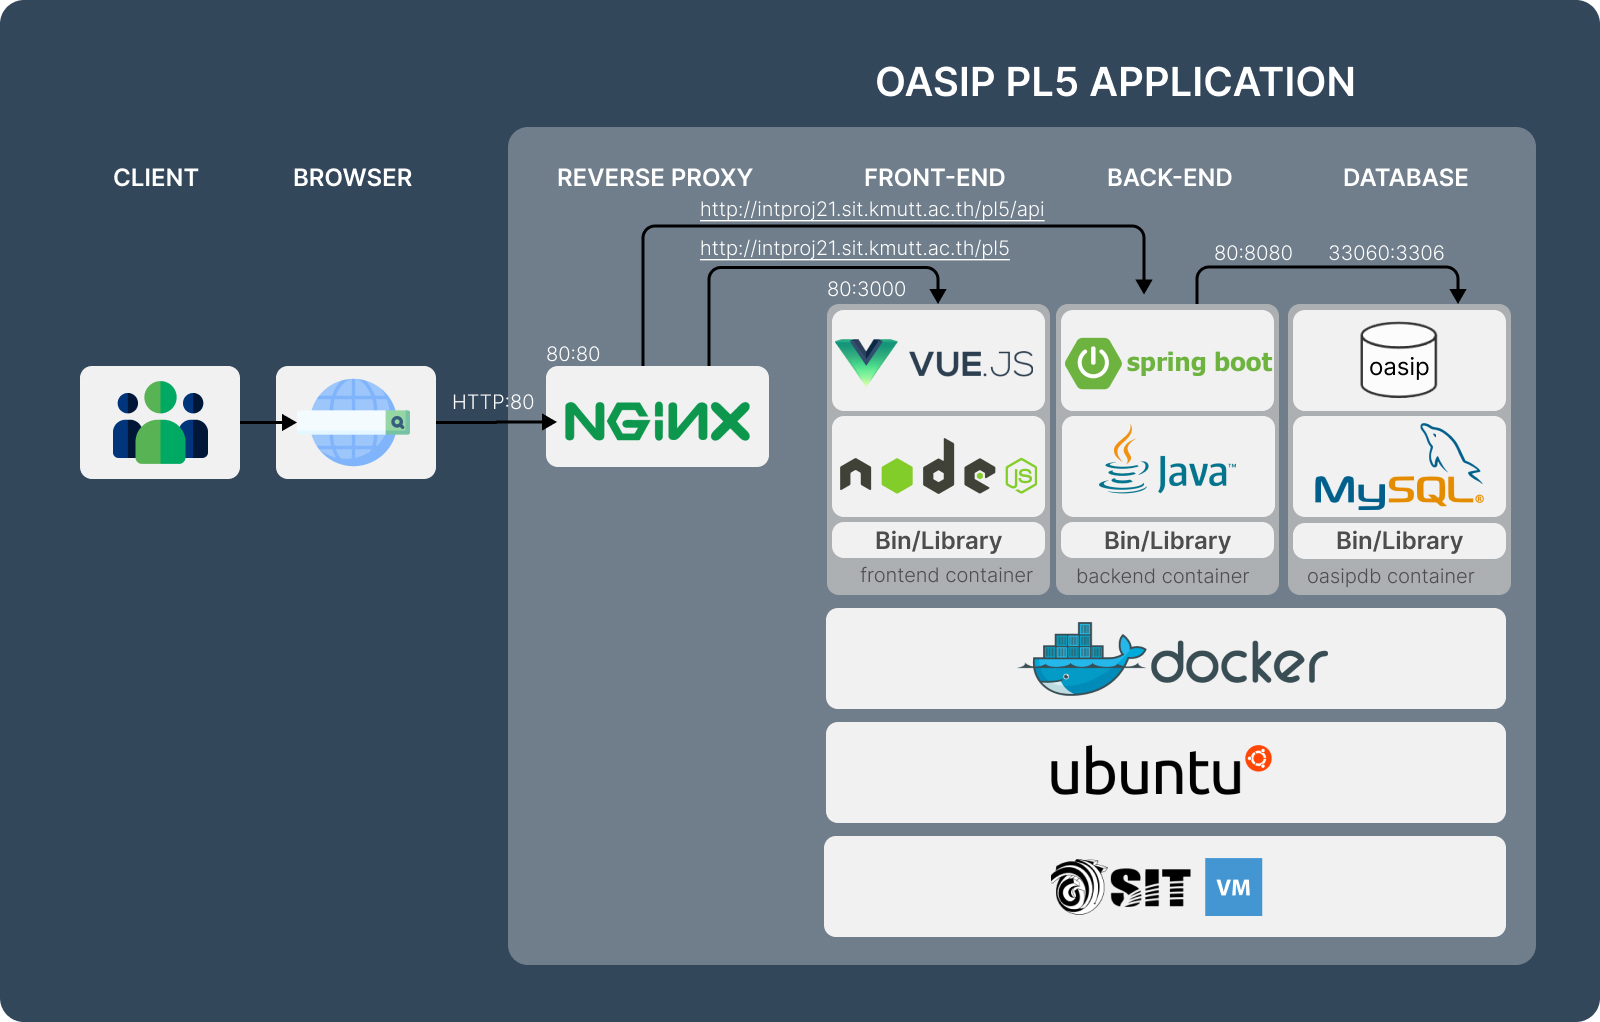 OASIP PL5 APPLICATION
CLIENT
BROWSER
REVERSE PROXY
FRONT-END
BACK-END
DATABASE
http://intproj21.sit.kmutt.ac.th/pl5/api
http://intproj21.sit.kmutt.ac.th/pl5
80:8080
33060:3306
80:3000
80:80
HTTP:80
NGINX
VUE.JS
spring boot
oasip
node
JS
Java™
MySQL®
Bin/Library
Bin/Library
Bin/Library
frontend container
backend container
oasipdb container
docker
ubuntu
SIT
VM